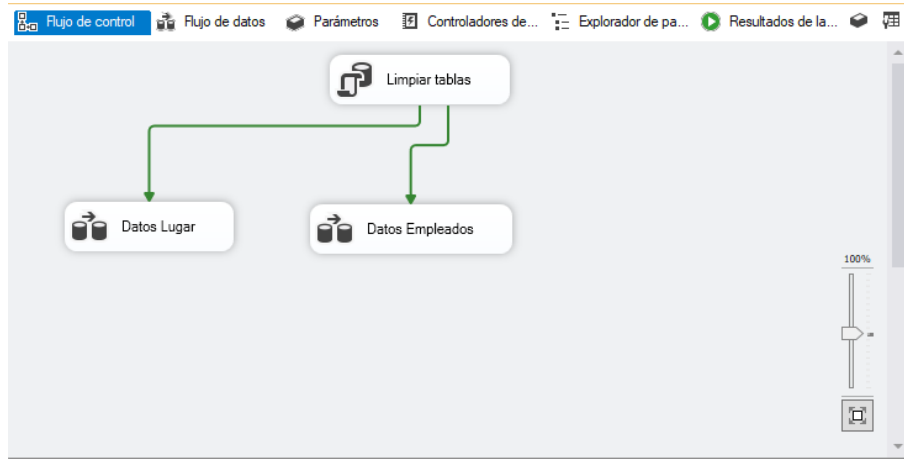 Flujo de control Flujo de datos Parámetros Controladores de... Explorador de pa... Resultados de la...
Limpiar tablas
Datos Lugar
Datos Empleados
100%